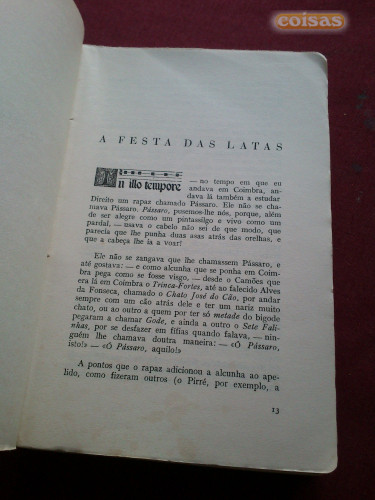 coisas
A FESTA DAS LATAS
In illo tempore — no tempo em que eu
andava em Coimbra, an-
dava lá também a estudar
Direito um rapaz chamado Pássaro. Ele não se cha-
mava Pássaro. Pássaro, pusemos-lhe nós, porque, além
de ser alegre como um pintassilgo e vivo como um
pardal, — usava o cabelo não sei de que modo, que
parecia que lhe punha duas asas atrás das orelhas, e
que a cabeça lhe ia a voar!
Ele não se zangava que lhe chamassem Pássaro, e
até gostava: — e como alcunha que se ponha em Coim-
bra pega como se fosse visgo, — desde o Camões que
era lá em Coimbra o Trinca-Fortes, até ao falecido Alves
da Fonseca, chamado o Chato José do Cão, por andar
sempre com um cão atrás dele e ter um nariz muito
chato, ou ao outro a quem por ter só metade do bigode
pegaram a chamar Gode, e ainda a outro o Sete Fali-
nhas, por se desfazer em fífias quando falava, — nin-
guém lhe chamava doutra maneira: — «Ó Pássaro,
isto!» — «Ó Pássaro, aquilo!»
A pontos que o rapaz adicionou a alcunha ao ape-
lido, como fizeram outros (o Pirré, por exemplo, a
13